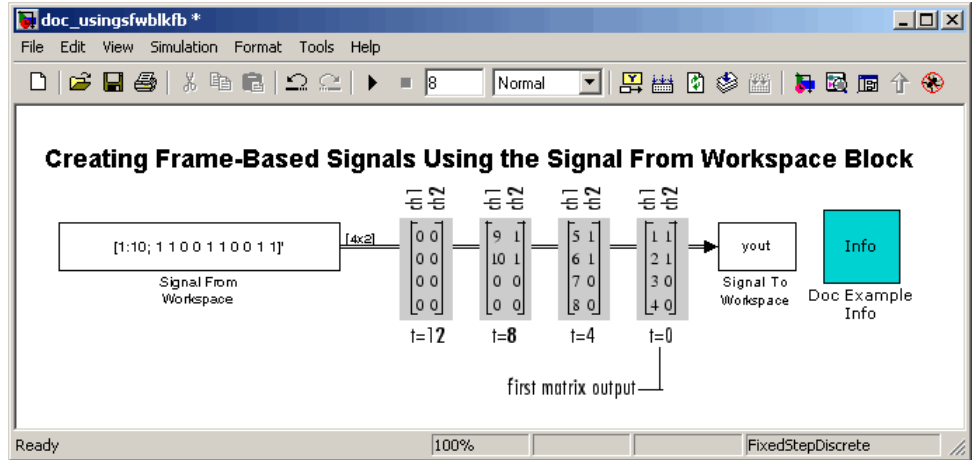 doc_usingsfwblkfb *
File Edit View Simulation Format Tools Help
8 Normal
Creating Frame-Based Signals Using the Signal From Workspace Block
ch1 ch2 ch1 ch2 ch1 ch2 ch1 ch2
[1:10; 1 1 0 0 1 1 0 0 1 1]'
[4x2]
0 0 9 1 5 1 1 1
0 0 10 1 6 1 2 1
0 0 0 0 7 0 3 0
0 0 0 0 8 0 4 0
yout
Info
Signal From
Workspace
Signal To
Workspace
Doc Example
Info
t=12 t=8 t=4 t=0
first matrix output
Ready 100% FixedStepDiscrete